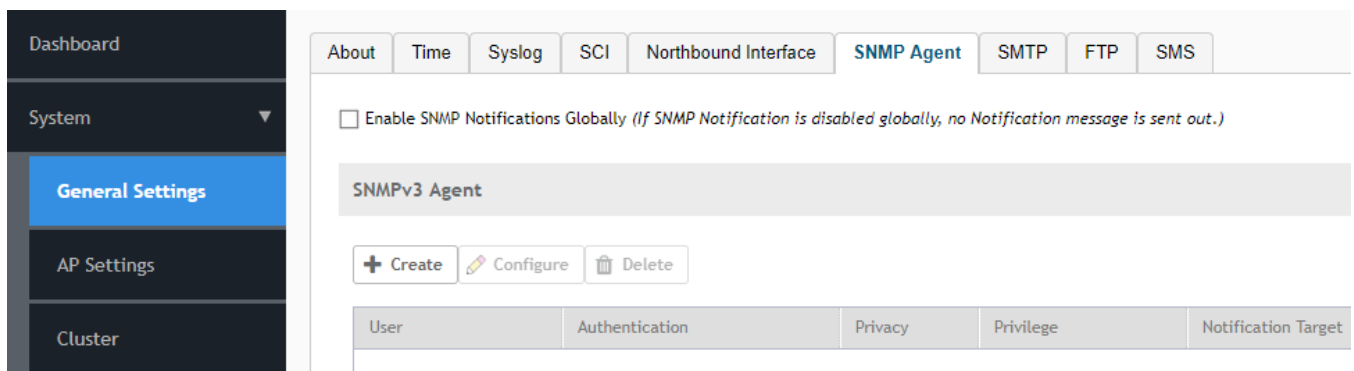 Dashboard
System
General Settings
AP Settings
Cluster
About Time Syslog SCI Northbound Interface SNMP Agent SMTP FTP SMS
Enable SNMP Notifications Globally (If SNMP Notification is disabled globally, no Notification message is sent out.)
SNMPv3 Agent
Create Configure Delete
User Authentication Privacy Privilege Notification Target